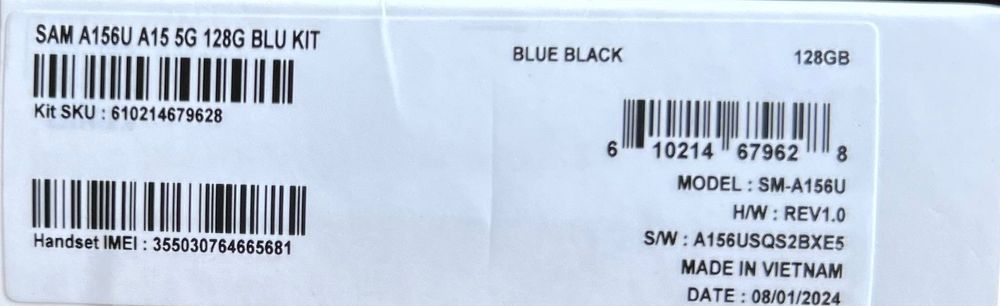 SAM A156U A15 5G 128G BLU KIT
Kit SKU : 610214679628
Handset IMEI : 355030764665681
BLUE BLACK 128GB
6 10214 67962 8
MODEL : SM-A156U
H/W : REV1.0
S/W : A156USQS2BXE5
MADE IN VIETNAM
DATE : 08/01/2024